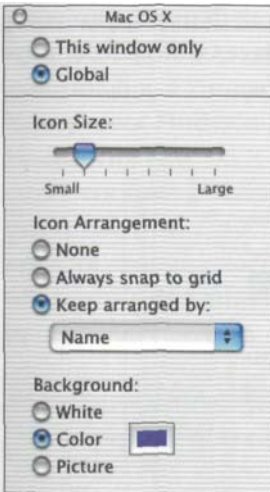 Mac OS X
This window only
Global
Icon Size:
Small Large
Icon Arrangement:
None
Always snap to grid
Keep arranged by:
Name
Background:
White
Color
Picture